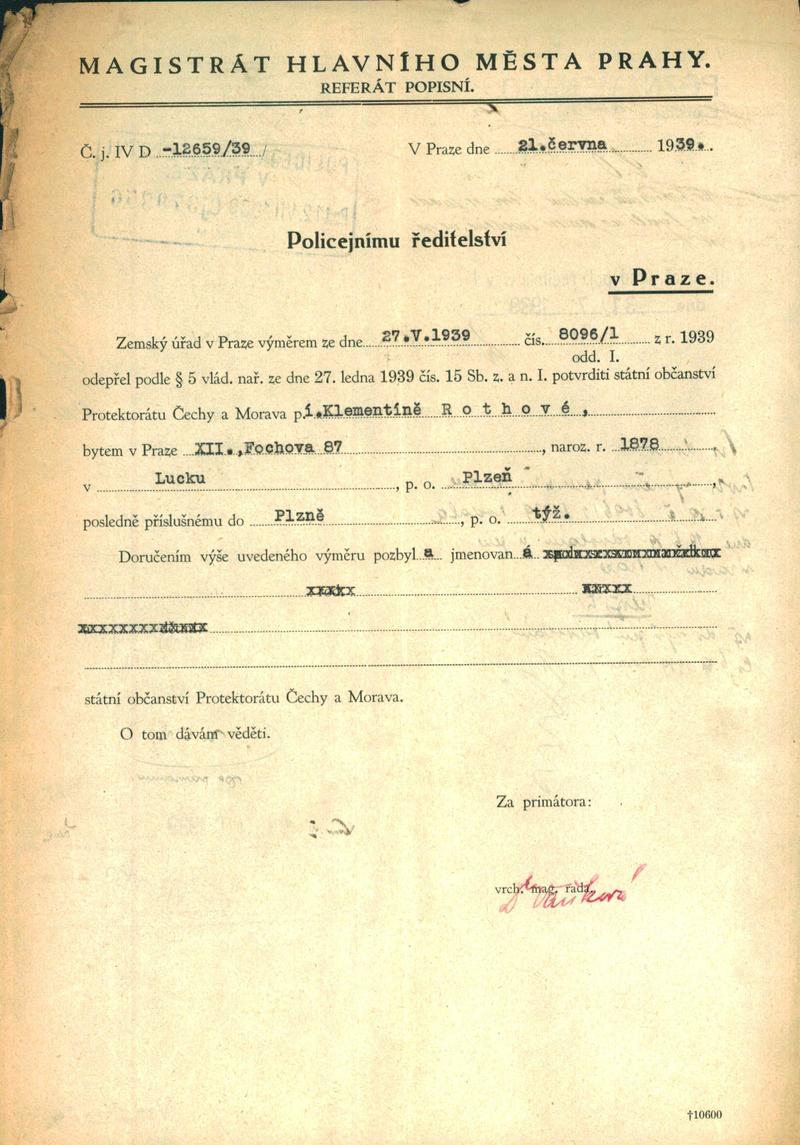 MAGISTRÁT HLAVNÍHO MĚSTA PRAHY.
REFERÁT POPISNÍ.
Č. j. IV D -12659/39 / V Praze dne 21.června 1939.
Policejnímu ředitelství
v Praze.
Zemský úřad v Praze výměrem ze dne 27.V.1939 čís. 8096/1 z r. 1939
odd. I.
odepřel podle § 5 vlád. nař. ze dne 27. ledna 1939 čís. 15 Sb. z. a n. I. potvrditi státní občanství
Protektorátu Čechy a Morava p.í.Klementině Rothové,
bytem v Praze XII.,Fochova 87, naroz. r. 1878,
v Lucku, p. o. Plzeň,
posledně příslušnému do Plzně, p. o. týž.
Doručením výše uvedeného výměru pozbyl a jmenovan á
státní občanství Protektorátu Čechy a Morava.
O tom dávám věděti.
Za primátora:
vrch. mag. rada.
†10600